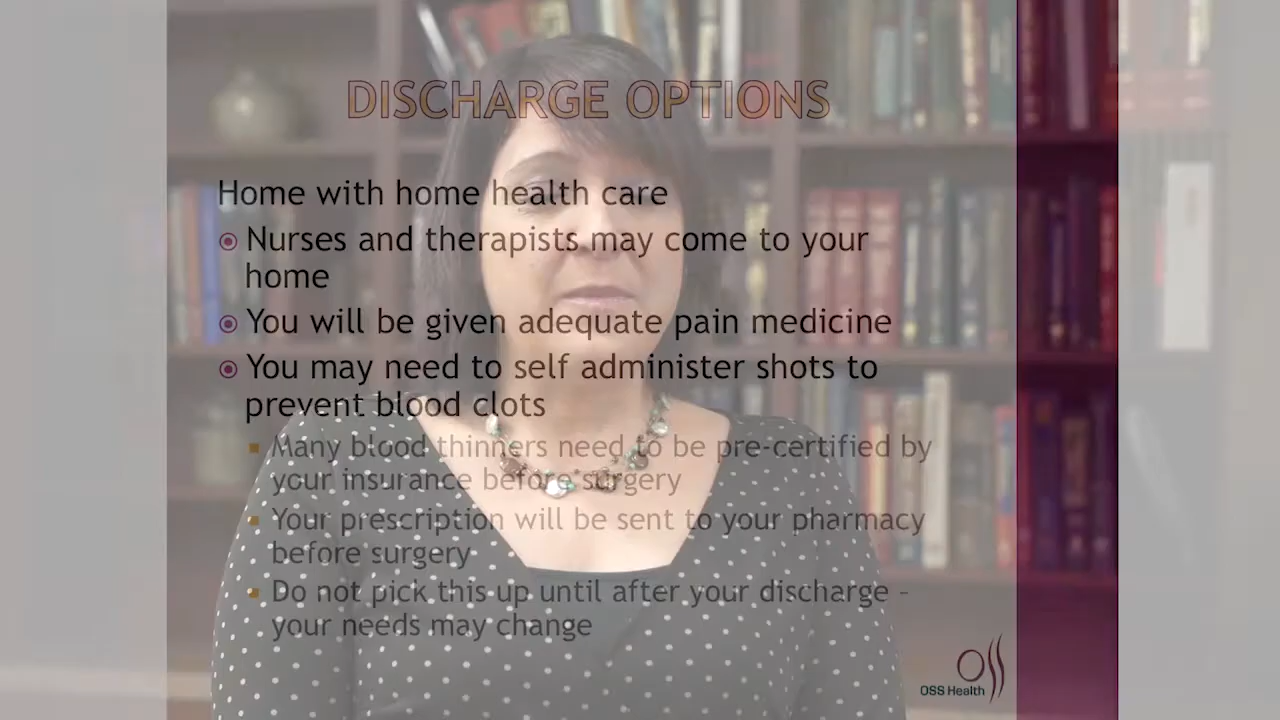 DISCHARGE OPTIONS
Home with home health care
Nurses and therapists may come to your
home
You will be given adequate pain medicine
You may need to self administer shots to
prevent blood clots
Many blood thinners need to be pre-certified by
your insurance before surgery
Your prescription will be sent to your pharmacy
before surgery
Do not pick this up until after your discharge –
your needs may change
OSS
OSS Health